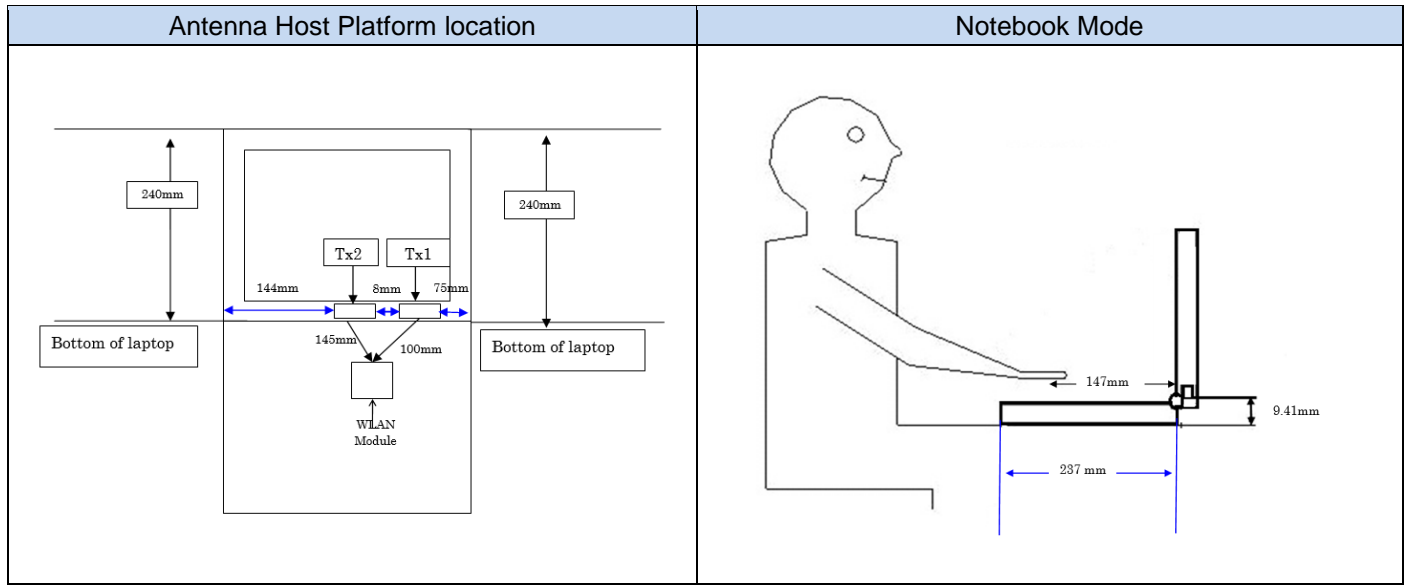 Antenna Host Platform location
Notebook Mode
240mm
240mm
Tx2
Tx1
144mm
8mm
75mm
Bottom of laptop
145mm
100mm
Bottom of laptop
WLAN
Module
147mm
9.41mm
237 mm